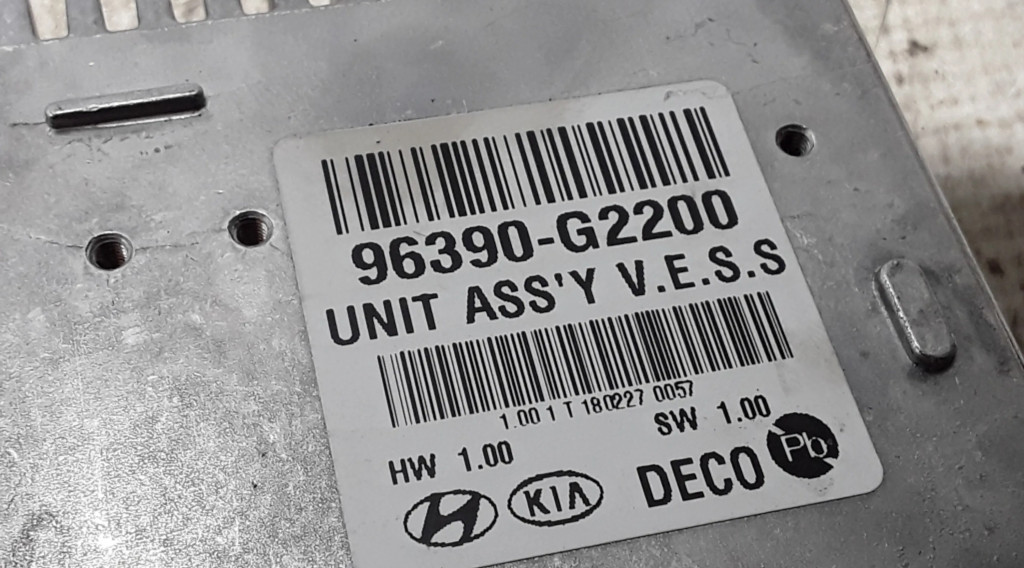 96390-G2200
UNIT ASS'Y V.E.S.S
1.00 1 T 180227 0057
HW 1.00 SW 1.00
KIA DECO Pb